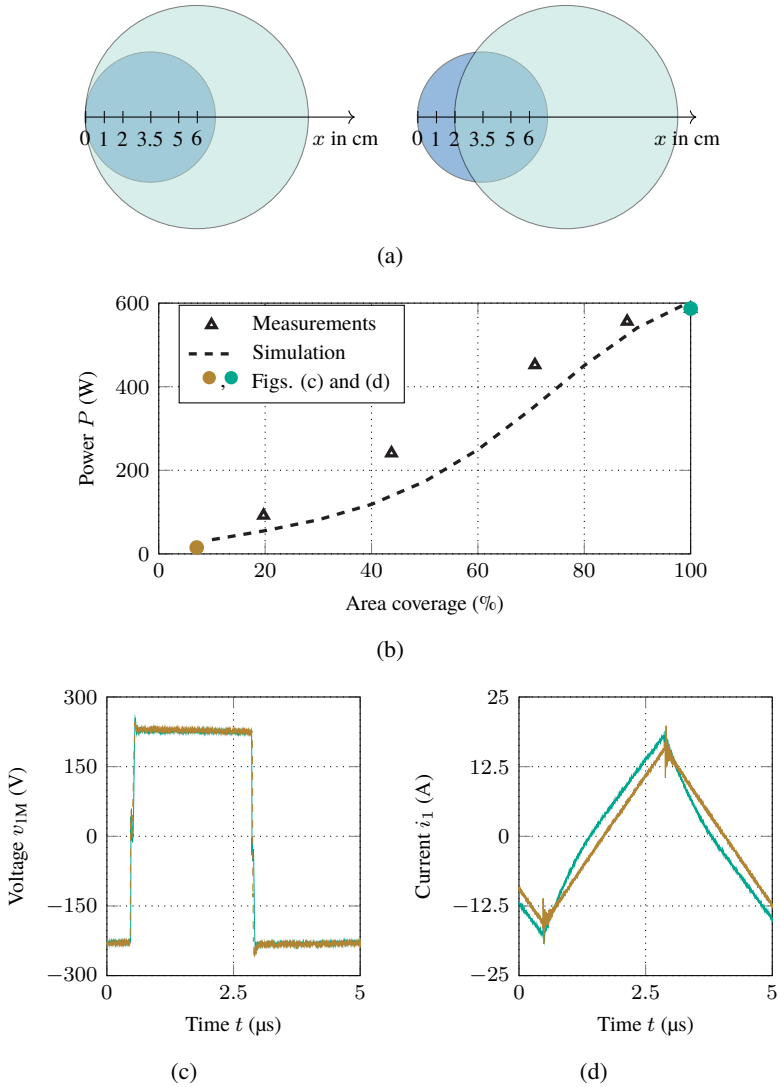 0 1 2 3.5 5 6 x in cm
0 1 2 3.5 5 6 x in cm
(a)
600
400
200
0
Power P (W)
Measurements
Simulation
, Figs. (c) and (d)
0 20 40 60 80 100
Area coverage (%)
(b)
300
150
0
−150
−300
Voltage v1M (V)
0 2.5 5
Time t (µs)
(c)
25
12.5
0
−12.5
−25
Current i1 (A)
0 2.5 5
Time t (µs)
(d)